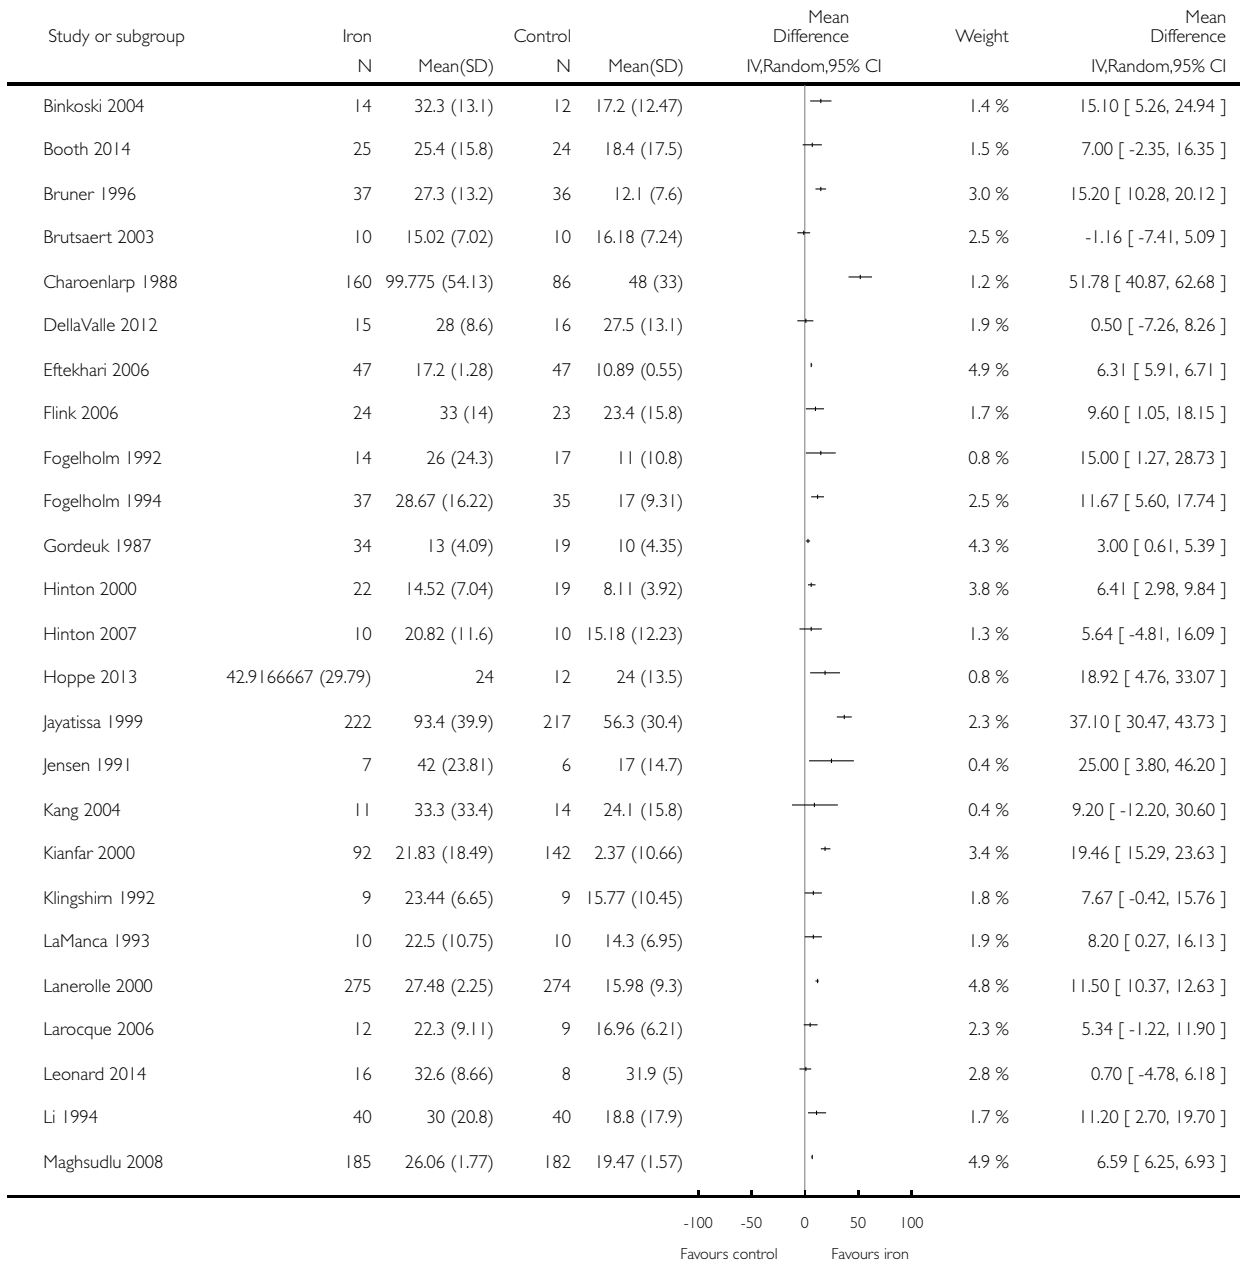 Mean Mean
Study or subgroup Iron Control Difference Weight Difference
N Mean(SD) N Mean(SD) IV,Random,95% CI IV,Random,95% CI
Binkoski 2004 14 32.3 (13.1) 12 17.2 (12.47) 1.4 % 15.10 [ 5.26, 24.94 ]
Booth 2014 25 25.4 (15.8) 24 18.4 (17.5) 1.5 % 7.00 [ -2.35, 16.35 ]
Bruner 1996 37 27.3 (13.2) 36 12.1 (7.6) 3.0 % 15.20 [ 10.28, 20.12 ]
Brutsaert 2003 10 15.02 (7.02) 10 16.18 (7.24) 2.5 % -1.16 [ -7.41, 5.09 ]
Charoenlarp 1988 160 99.775 (54.13) 86 48 (33) 1.2 % 51.78 [ 40.87, 62.68 ]
DellaValle 2012 15 28 (8.6) 16 27.5 (13.1) 1.9 % 0.50 [ -7.26, 8.26 ]
Eftekhari 2006 47 17.2 (1.28) 47 10.89 (0.55) 4.9 % 6.31 [ 5.91, 6.71 ]
Flink 2006 24 33 (14) 23 23.4 (15.8) 1.7 % 9.60 [ 1.05, 18.15 ]
Fogelholm 1992 14 26 (24.3) 17 11 (10.8) 0.8 % 15.00 [ 1.27, 28.73 ]
Fogelholm 1994 37 28.67 (16.22) 35 17 (9.31) 2.5 % 11.67 [ 5.60, 17.74 ]
Gordeuk 1987 34 13 (4.09) 19 10 (4.35) 4.3 % 3.00 [ 0.61, 5.39 ]
Hinton 2000 22 14.52 (7.04) 19 8.11 (3.92) 3.8 % 6.41 [ 2.98, 9.84 ]
Hinton 2007 10 20.82 (11.6) 10 15.18 (12.23) 1.3 % 5.64 [ -4.81, 16.09 ]
Hoppe 2013 42.9166667 (29.79) 24 12 24 (13.5) 0.8 % 18.92 [ 4.76, 33.07 ]
Jayatissa 1999 222 93.4 (39.9) 217 56.3 (30.4) 2.3 % 37.10 [ 30.47, 43.73 ]
Jensen 1991 7 42 (23.81) 6 17 (14.7) 0.4 % 25.00 [ 3.80, 46.20 ]
Kang 2004 11 33.3 (33.4) 14 24.1 (15.8) 0.4 % 9.20 [ -12.20, 30.60 ]
Kianfar 2000 92 21.83 (18.49) 142 2.37 (10.66) 3.4 % 19.46 [ 15.29, 23.63 ]
Klingshirn 1992 9 23.44 (6.65) 9 15.77 (10.45) 1.8 % 7.67 [ -0.42, 15.76 ]
LaManca 1993 10 22.5 (10.75) 10 14.3 (6.95) 1.9 % 8.20 [ 0.27, 16.13 ]
Lanerolle 2000 275 27.48 (2.25) 274 15.98 (9.3) 4.8 % 11.50 [ 10.37, 12.63 ]
Larocque 2006 12 22.3 (9.11) 9 16.96 (6.21) 2.3 % 5.34 [ -1.22, 11.90 ]
Leonard 2014 16 32.6 (8.66) 8 31.9 (5) 2.8 % 0.70 [ -4.78, 6.18 ]
Li 1994 40 30 (20.8) 40 18.8 (17.9) 1.7 % 11.20 [ 2.70, 19.70 ]
Maghsudlu 2008 185 26.06 (1.77) 182 19.47 (1.57) 4.9 % 6.59 [ 6.25, 6.93 ]
-100 -50 0 50 100
Favours control Favours iron